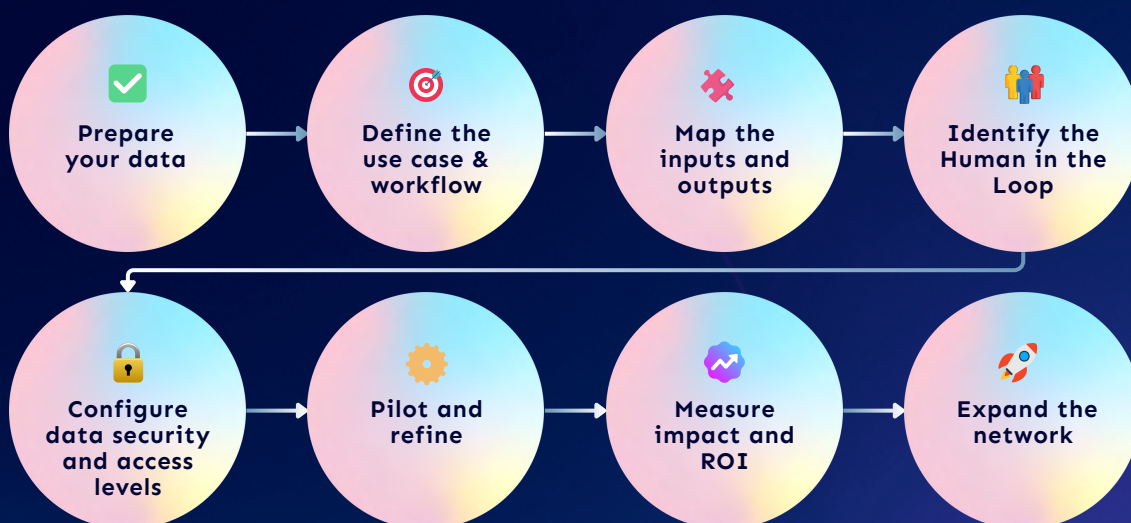 Prepare
your data
Define the
use case &
workflow
Map the
inputs and
outputs
Identify the
Human in the
Loop
Configure
data security
and access
levels
Pilot and
refine
Measure
impact and
ROI
Expand the
network